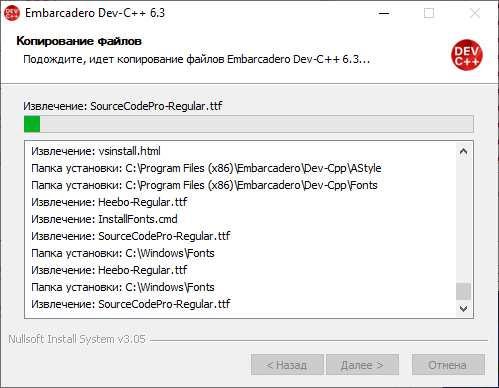 Embarcadero Dev-C++ 6.3
Копирование файлов
Подождите, идет копирование файлов Embarcadero Dev-C++ 6.3...
DEV
C++
Извлечение: SourceCodePro-Regular.ttf
Извлечение: vsinstall.html
Папка установки: C:\Program Files (x86)\Embarcadero\Dev-Cpp\AStyle
Папка установки: C:\Program Files (x86)\Embarcadero\Dev-Cpp\Fonts
Извлечение: Heebo-Regular.ttf
Извлечение: InstallFonts.cmd
Извлечение: SourceCodePro-Regular.ttf
Папка установки: C:\Windows\Fonts
Извлечение: Heebo-Regular.ttf
Папка установки: C:\Windows\Fonts
Извлечение: SourceCodePro-Regular.ttf
Nullsoft Install System v3.05
< Назад
Далее >
Отмена